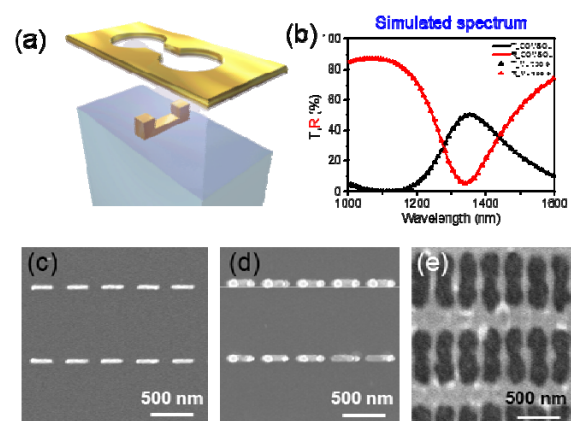 (a)
(b)
Simulated spectrum
T,R (%)
100
80
60
40
20
0
1000 1200 1400 1600
Wavelength (nm)
(c)
500 nm
(d)
500 nm
(e)
500 nm